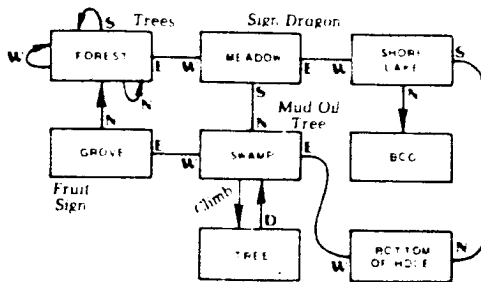 Trees
Sign Dragon
S
W
FOREST
E
W
MEADOW
E
W
SHORE
LAKE
S
N
S
N
N
Mud Oil
Tree
N
GROVE
E
W
SWAMP
E
BOG
Fruit
Sign
Climb
D
TREE
W
BOTTOM
OF HOLE
N